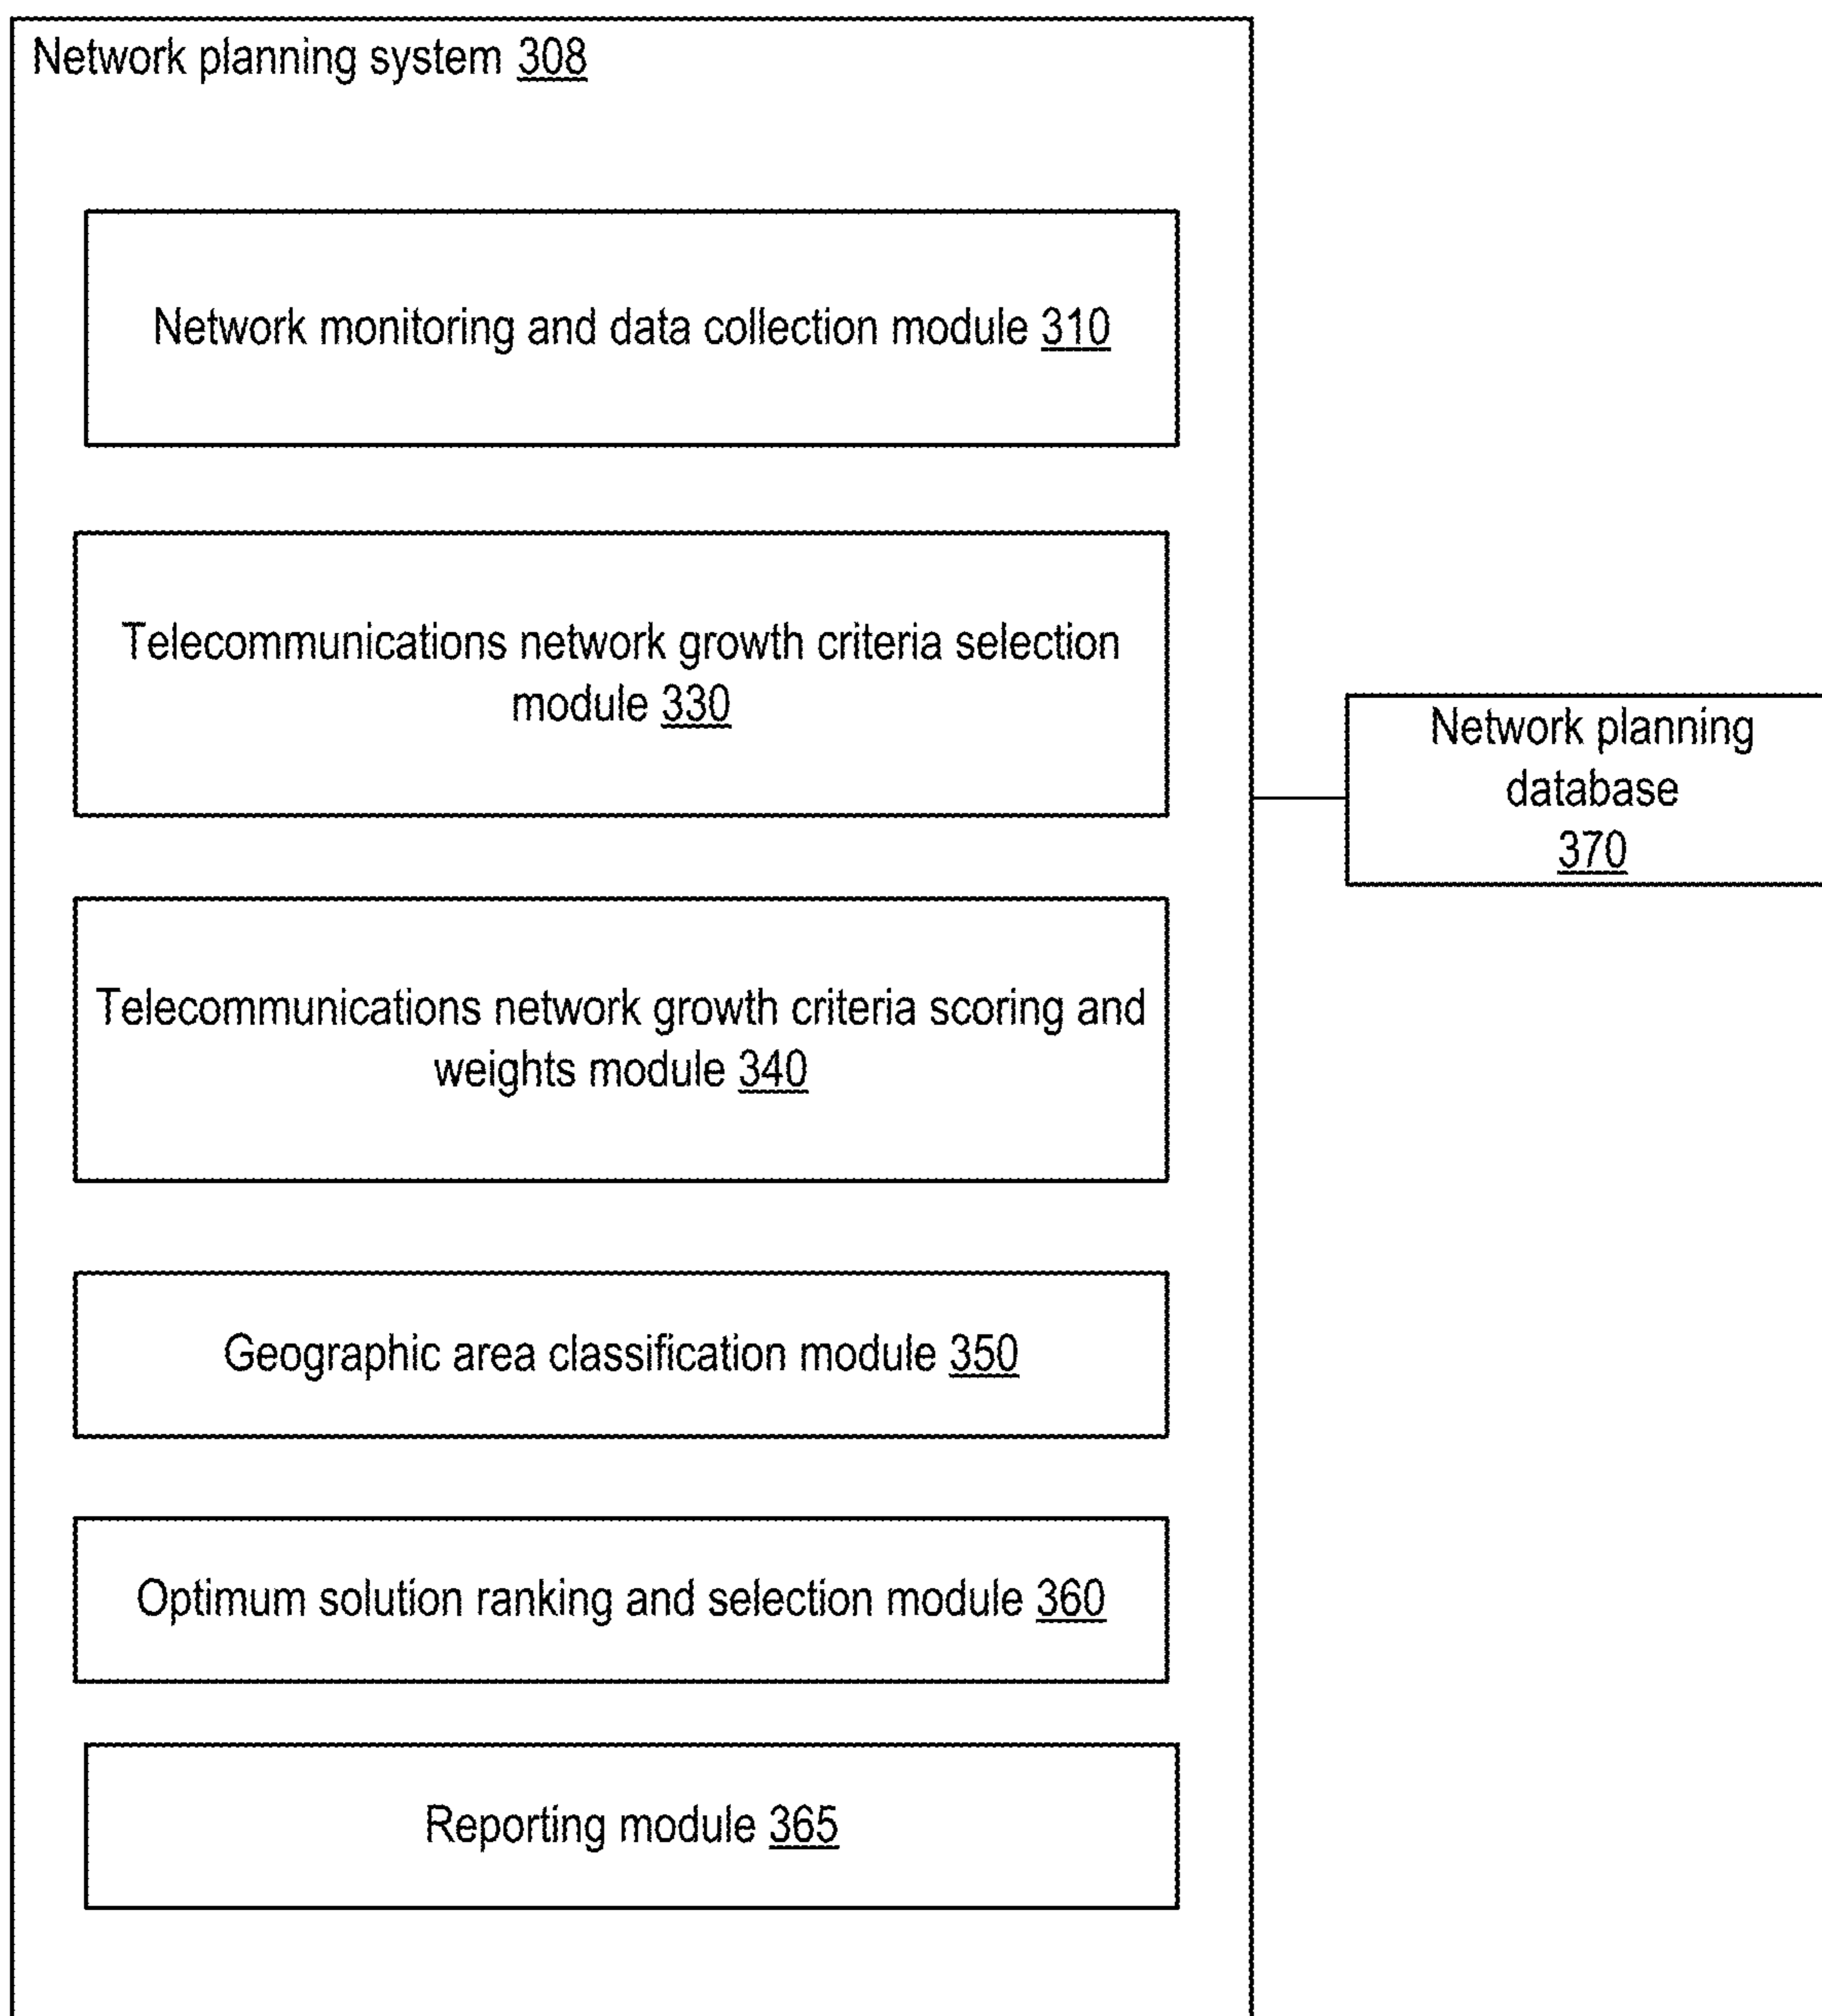 Network planning system 308
Network monitoring and data collection module 310
Telecommunications network growth criteria selection
module 330
Network planning
database
370
Telecommunications network growth criteria scoring and
weights module 340
Geographic area classification module 350
Optimum solution ranking and selection module 360
Reporting module 365